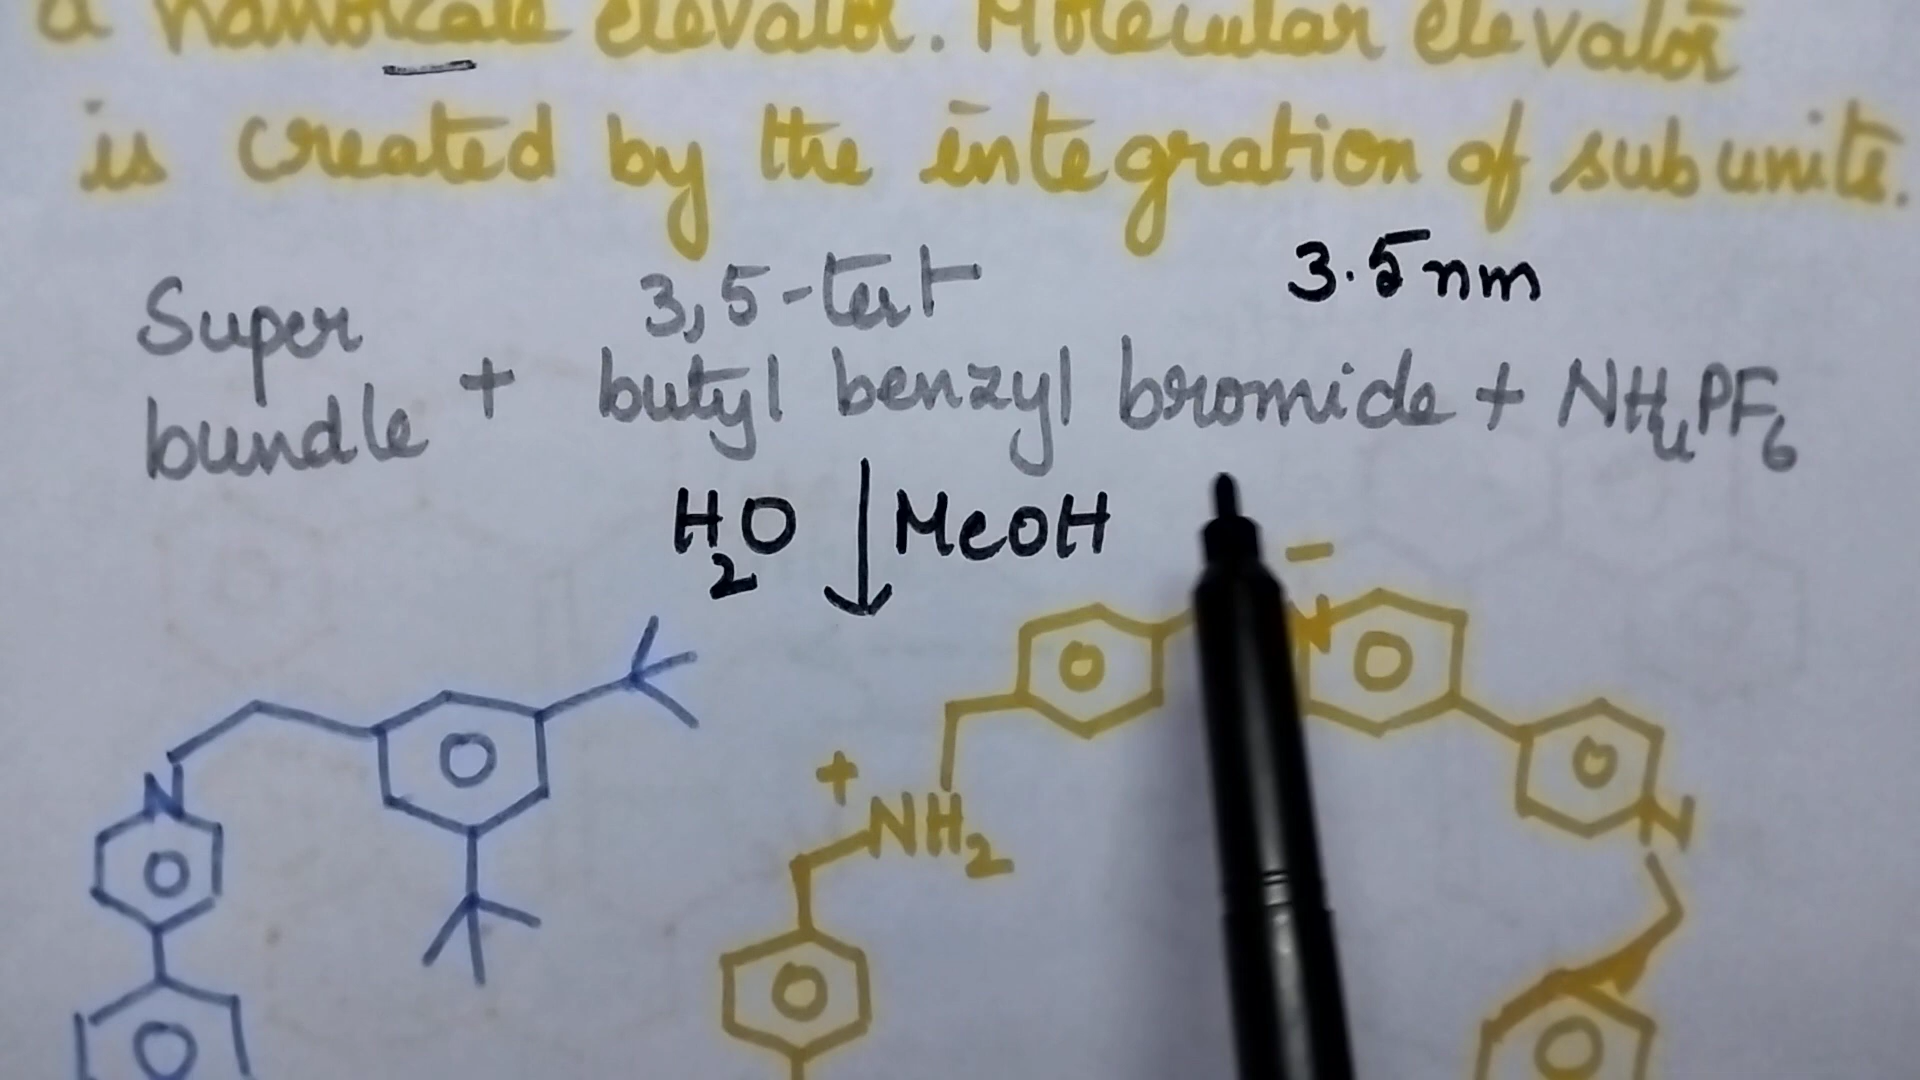 a nanoscale elevator. Molecular elevator
is created by the integration of subunits.
3.5nm
Super bundle + 3,5-tert butyl benzyl bromide + NH4PF6
H2O MeOH
N
N
+
NH2
N